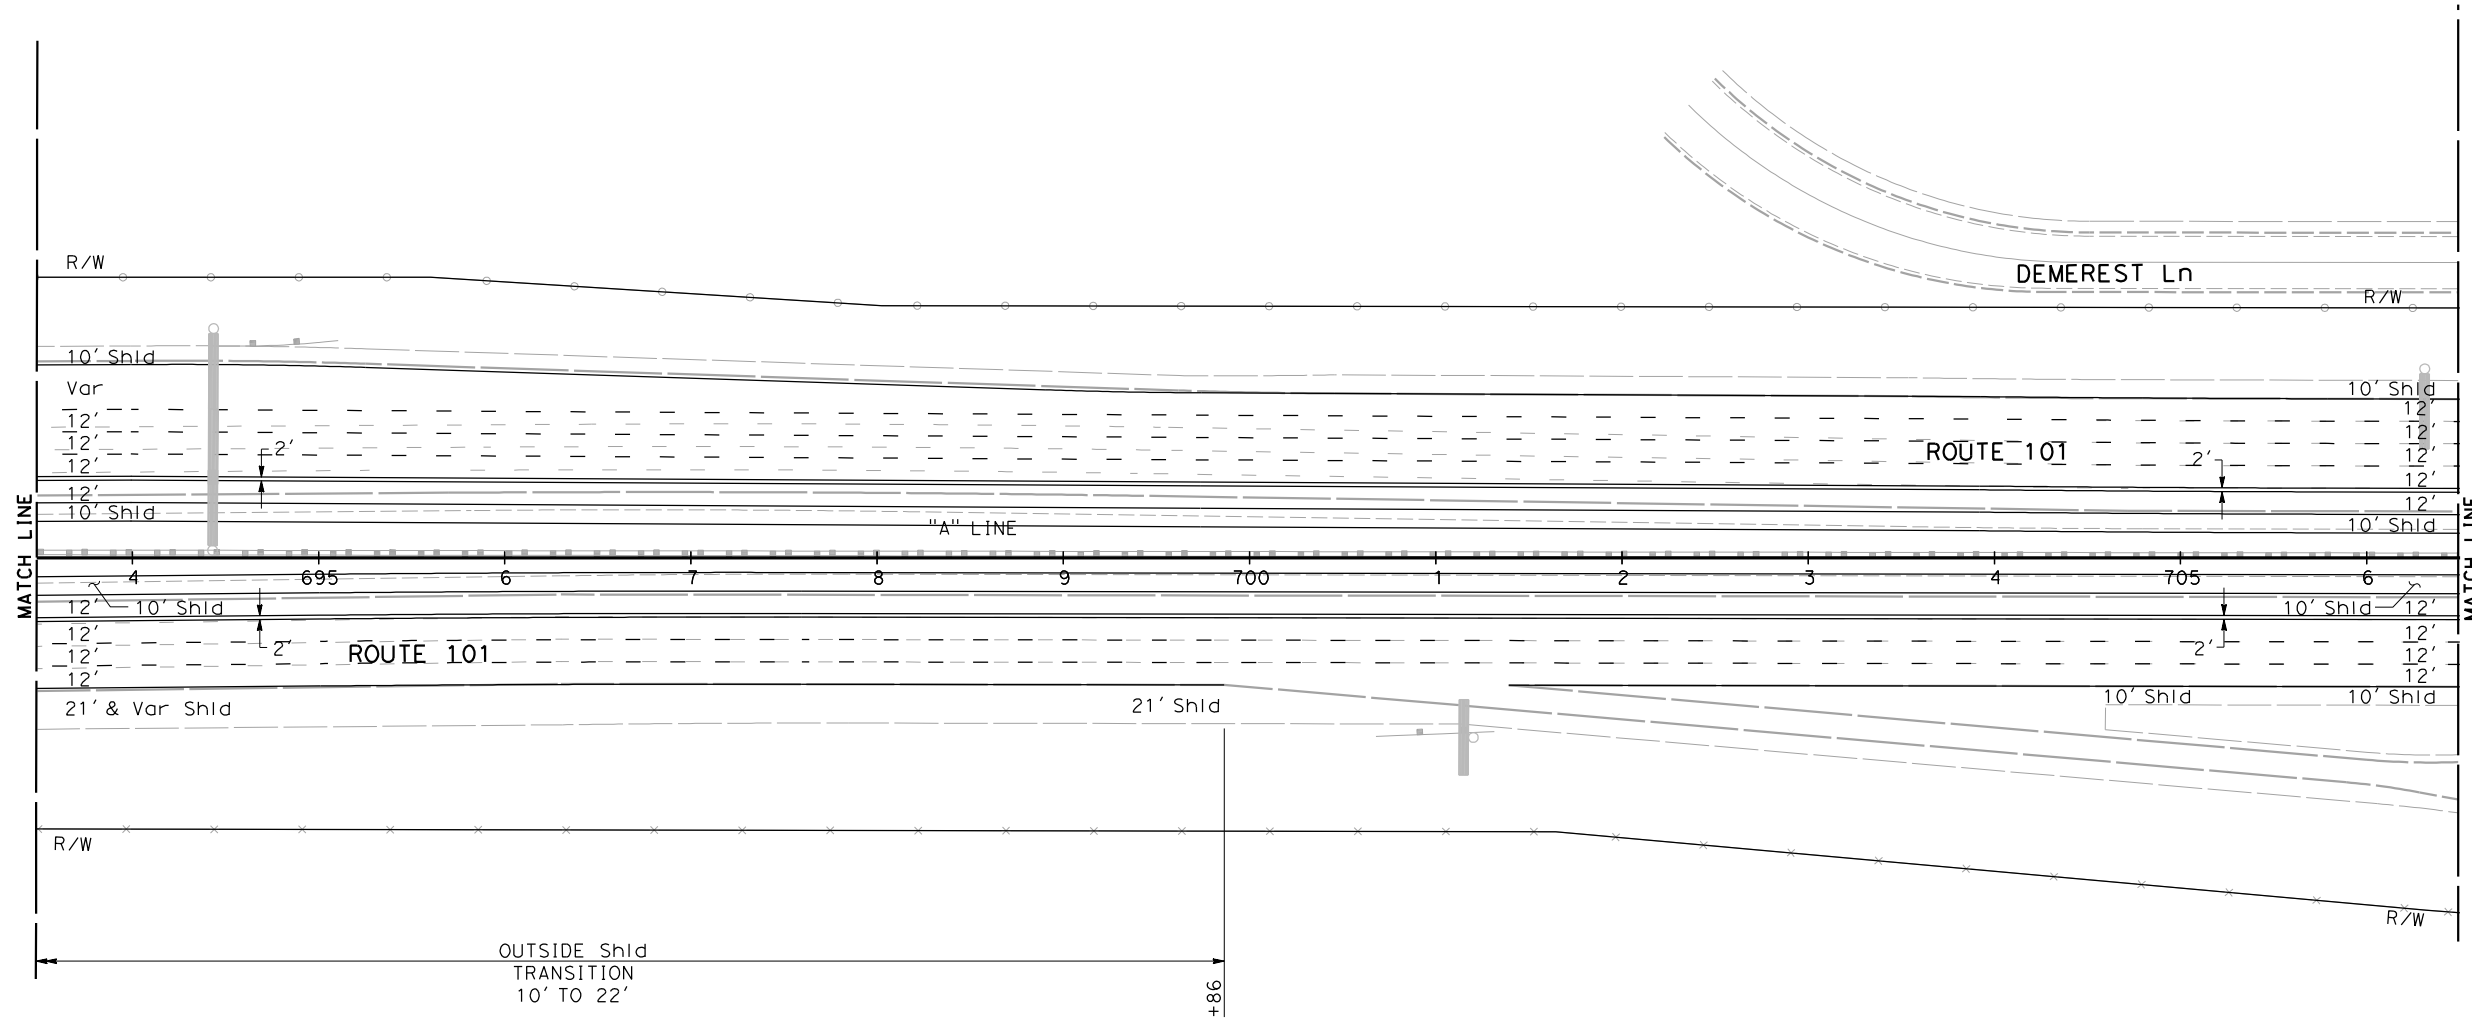 DEMEREST Ln
R/W
R/W
10' Shld
Var
10' Shld
12'
12'
12'
12'
12'
12'
2'
ROUTE 101
2'
12'
12'
12'
12'
10' Shld
10' Shld
"A" LINE
MATCH LINE
MATCH LINE
4 695 6 7 8 9 700 1 2 3 4 705 6
12'
10' Shld
10' Shld
12'
12'
12'
12'
2'
ROUTE 101
2'
12'
12'
12'
21' & Var Shld
21' Shld
10' Shld
10' Shld
R/W
R/W
OUTSIDE Shld
TRANSITION
10' TO 22'
+86